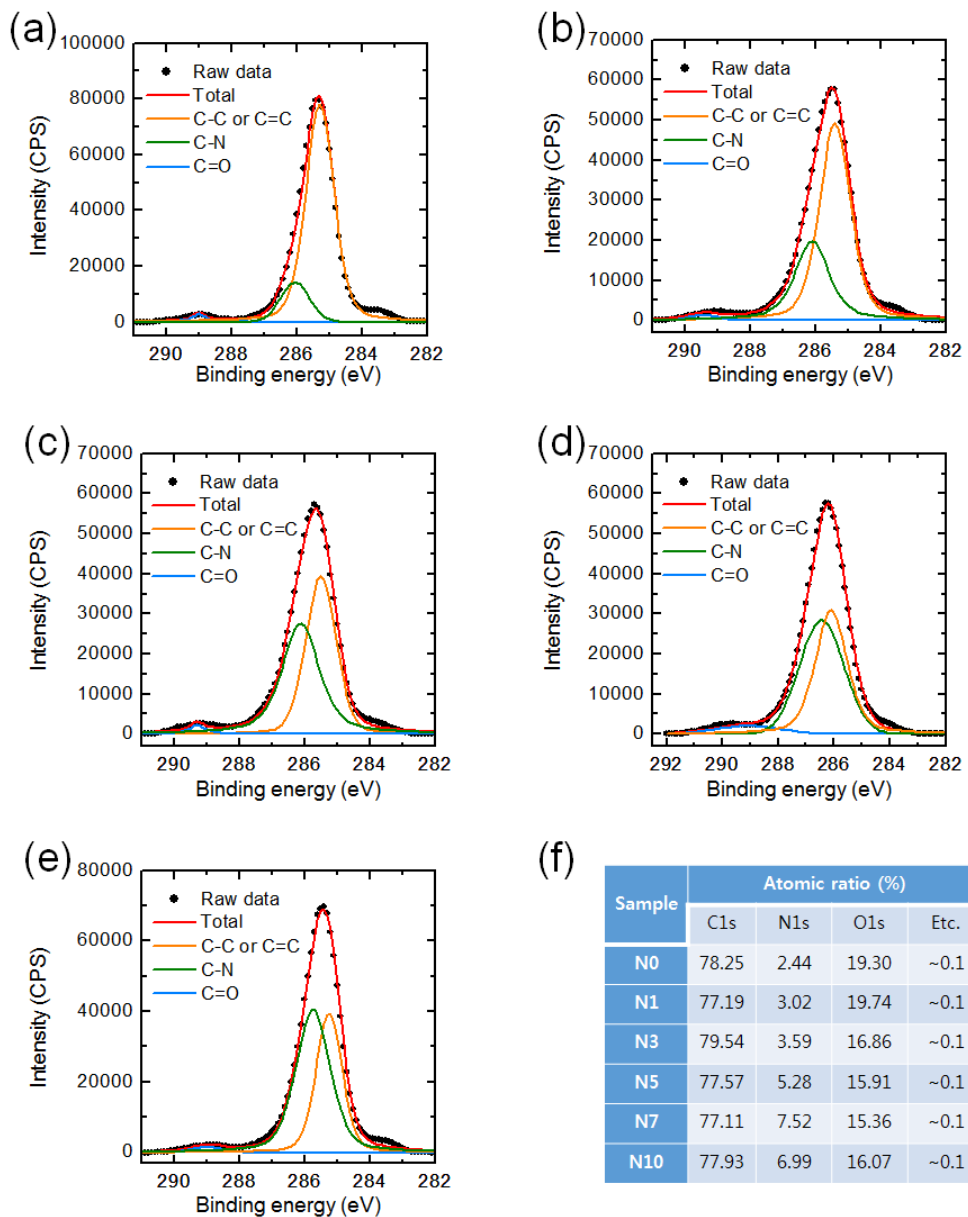 (a)
100000
80000
60000
40000
20000
0
Intensity (CPS)
Raw data
Total
C-C or C=C
C-N
C=O
290 288 286 284 282
Binding energy (eV)
(b)
70000
60000
50000
40000
30000
20000
10000
0
Intensity (CPS)
Raw data
Total
C-C or C=C
C-N
C=O
290 288 286 284 282
Binding energy (eV)
(c)
70000
60000
50000
40000
30000
20000
10000
0
Intensity (CPS)
Raw data
Total
C-C or C=C
C-N
C=O
290 288 286 284 282
Binding energy (eV)
(d)
70000
60000
50000
40000
30000
20000
10000
0
Intensity (CPS)
Raw data
Total
C-C or C=C
C-N
C=O
292 290 288 286 284 282
Binding energy (eV)
(e)
80000
60000
40000
20000
0
Intensity (CPS)
Raw data
Total
C-C or C=C
C-N
C=O
290 288 286 284 282
Binding energy (eV)
(f)
Sample Atomic ratio (%)
C1s N1s O1s Etc.
N0 78.25 2.44 19.30 ~0.1
N1 77.19 3.02 19.74 ~0.1
N3 79.54 3.59 16.86 ~0.1
N5 77.57 5.28 15.91 ~0.1
N7 77.11 7.52 15.36 ~0.1
N10 77.93 6.99 16.07 ~0.1